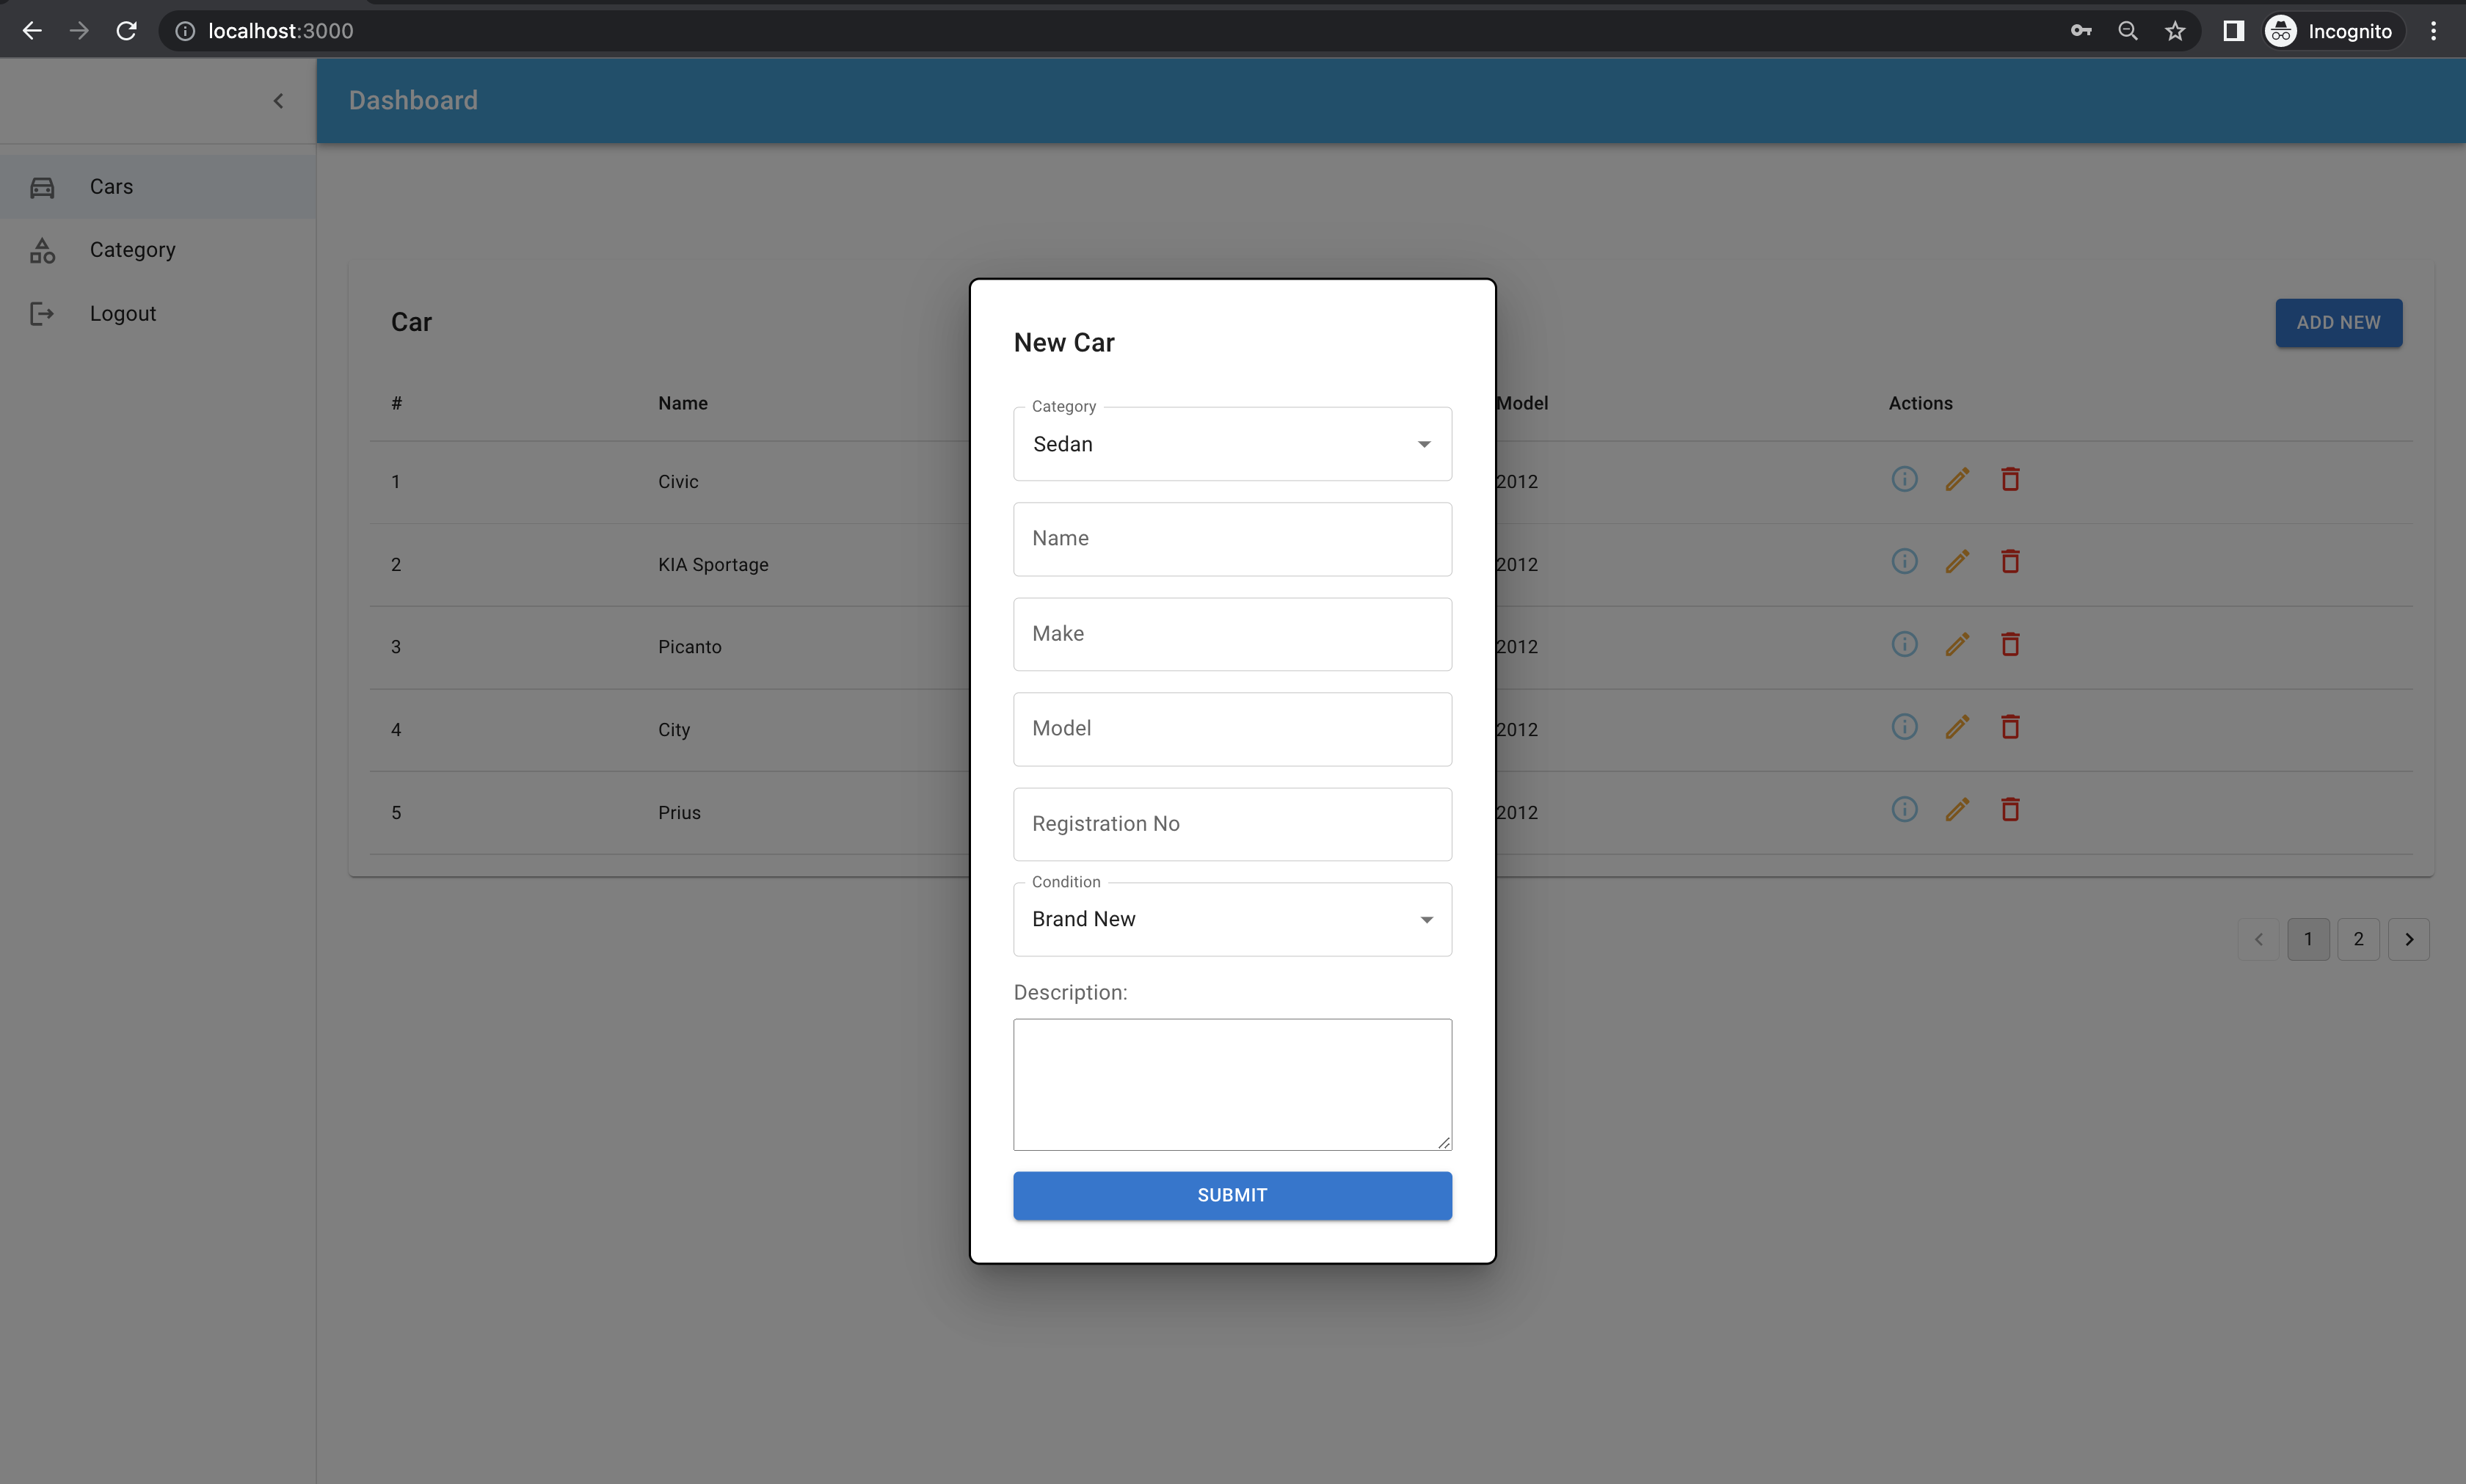 localhost:3000
Incognito
Dashboard
Cars
Category
Logout
Car
ADD NEW
# Name Model Actions
1 Civic 2012
2 KIA Sportage 2012
3 Picanto 2012
4 City 2012
5 Prius 2012
1 2
New Car
Category
Sedan
Name
Make
Model
Registration No
Condition
Brand New
Description:
SUBMIT